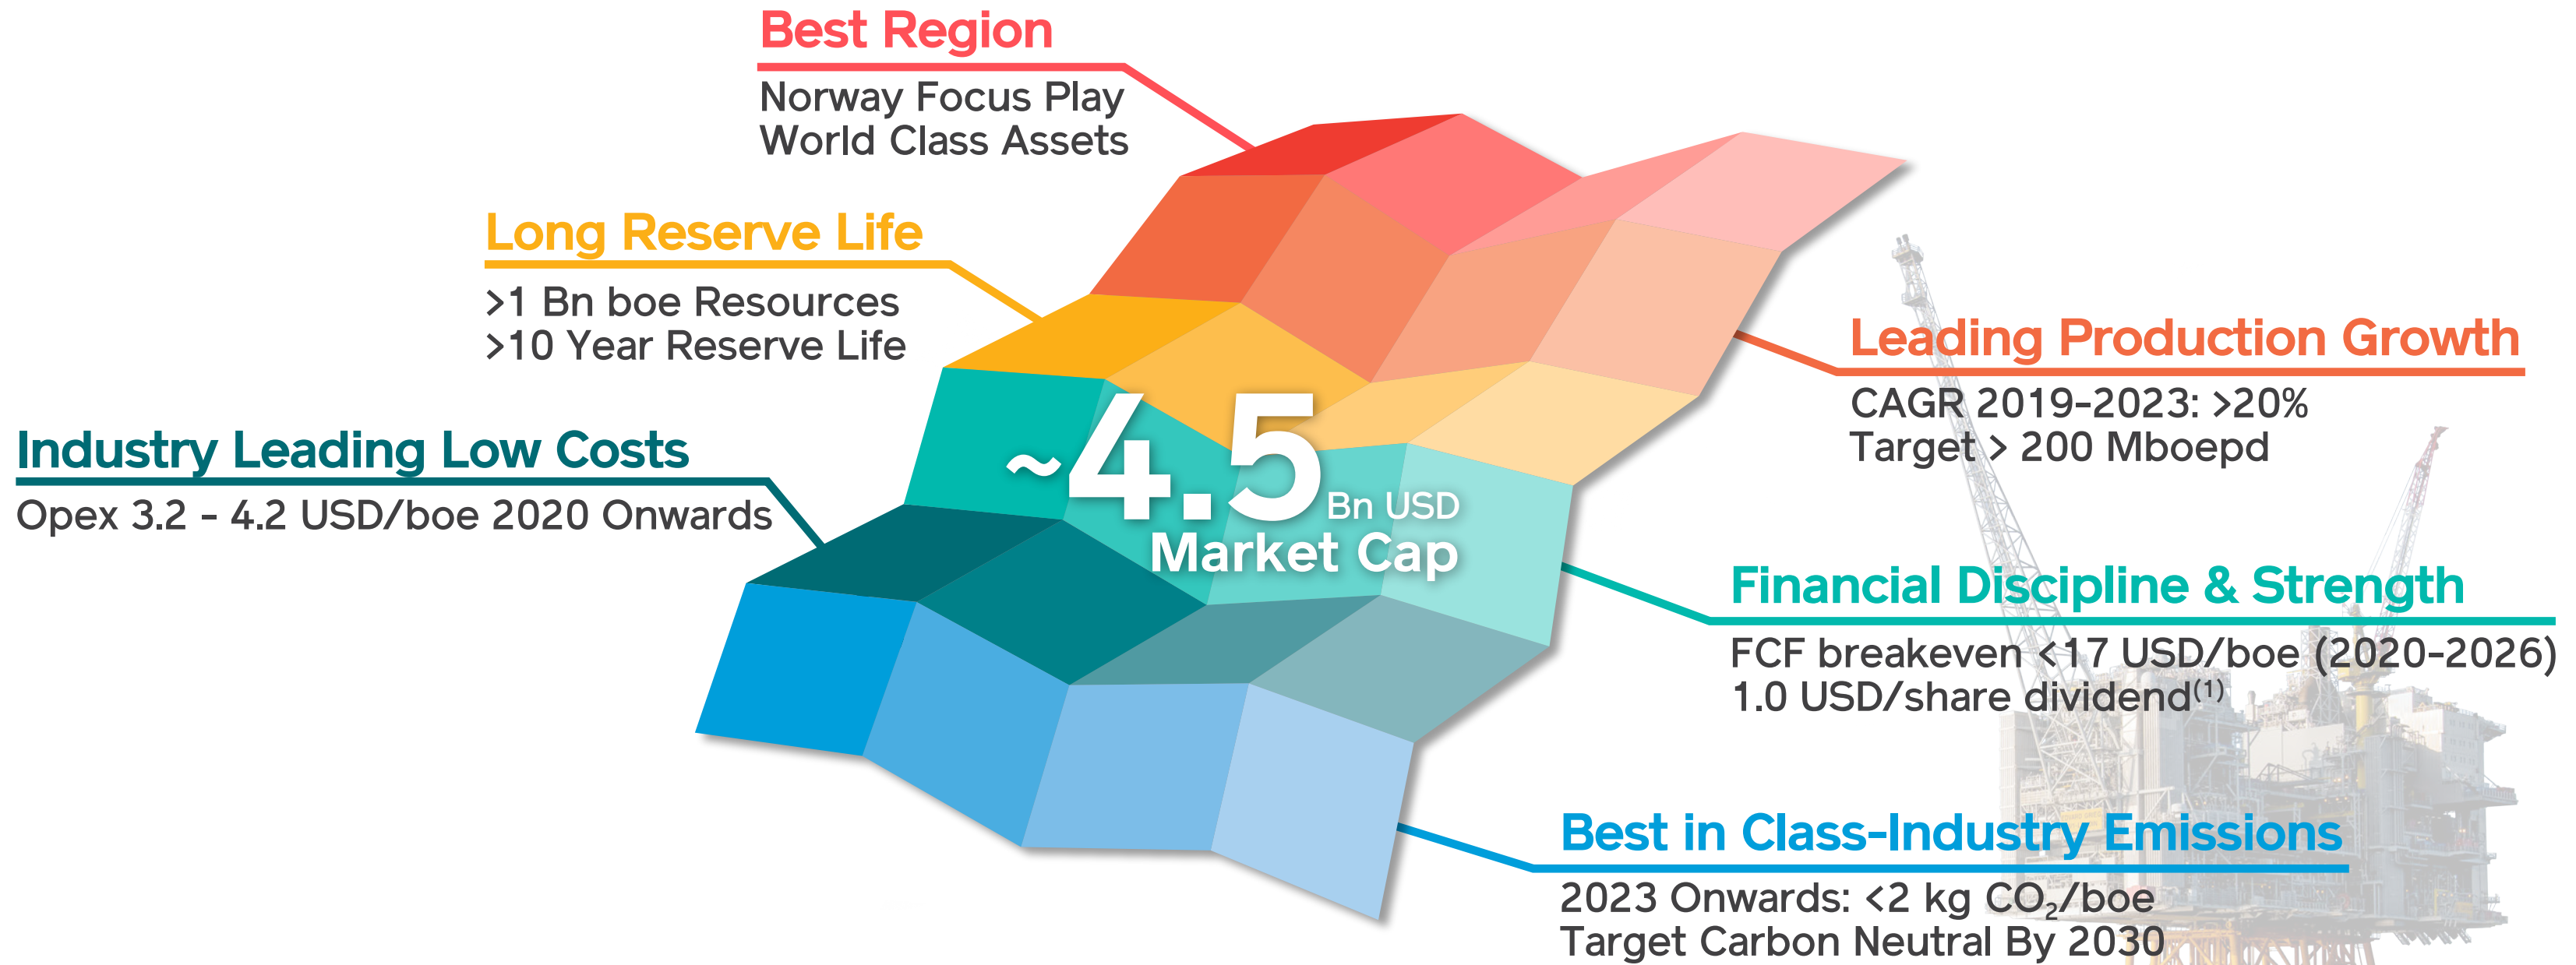 Best Region
Norway Focus Play
World Class Assets
Long Reserve Life
>1 Bn boe Resources
>10 Year Reserve Life
Industry Leading Low Costs
Opex 3.2 - 4.2 USD/boe 2020 Onwards
~4.5 Bn USD
Market Cap
Leading Production Growth
CAGR 2019-2023: >20%
Target > 200 Mboepd
Financial Discipline & Strength
FCF breakeven <17 USD/boe (2020-2026)
1.0 USD/share dividend⁽¹⁾
Best in Class-Industry Emissions
2023 Onwards: <2 kg CO₂/boe
Target Carbon Neutral By 2030